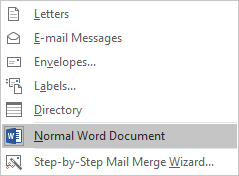 Letters
E-mail Messages
Envelopes...
Labels...
Directory
Normal Word Document
Step-by-Step Mail Merge Wizard...